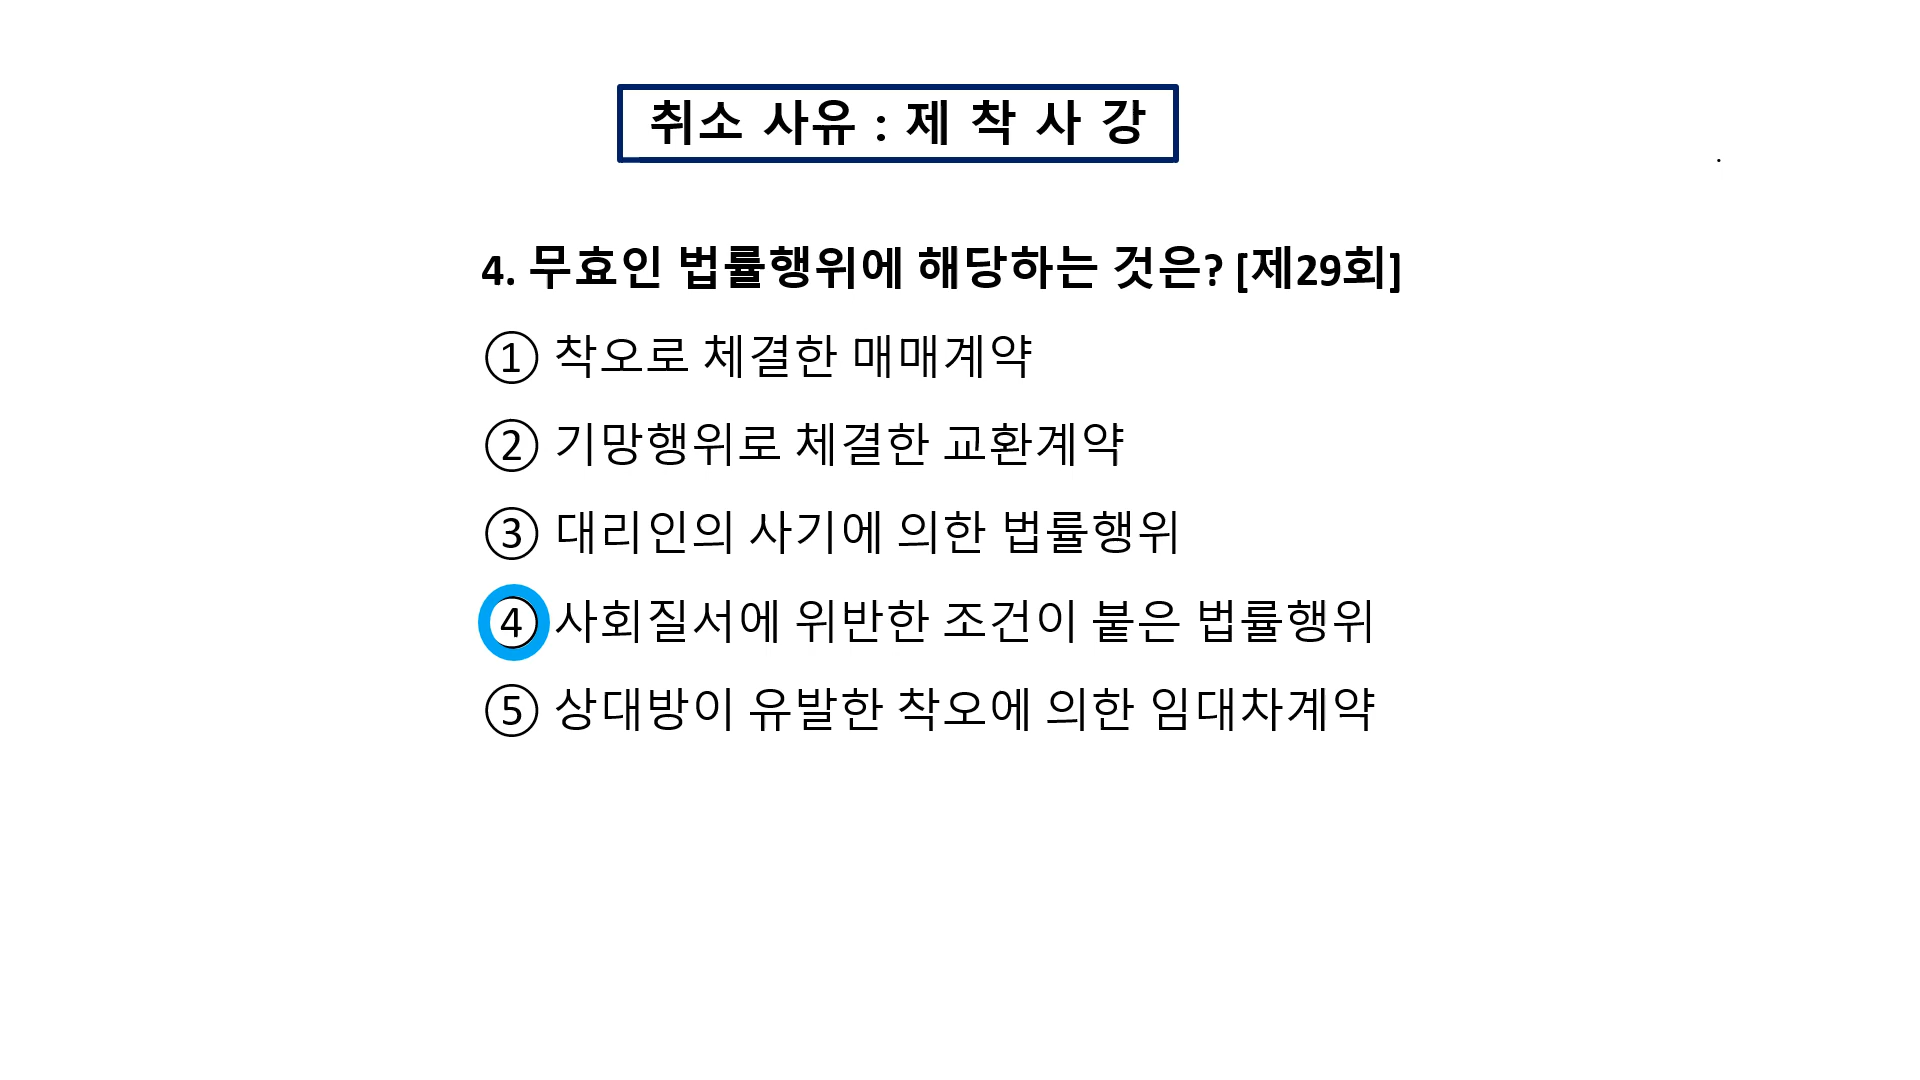 취소 사유 : 제 착 사 강
4. 무효인 법률행위에 해당하는 것은? [제29회]
① 착오로 체결한 매매계약
② 기망행위로 체결한 교환계약
③ 대리인의 사기에 의한 법률행위
④ 사회질서에 위반한 조건이 붙은 법률행위
⑤ 상대방이 유발한 착오에 의한 임대차계약